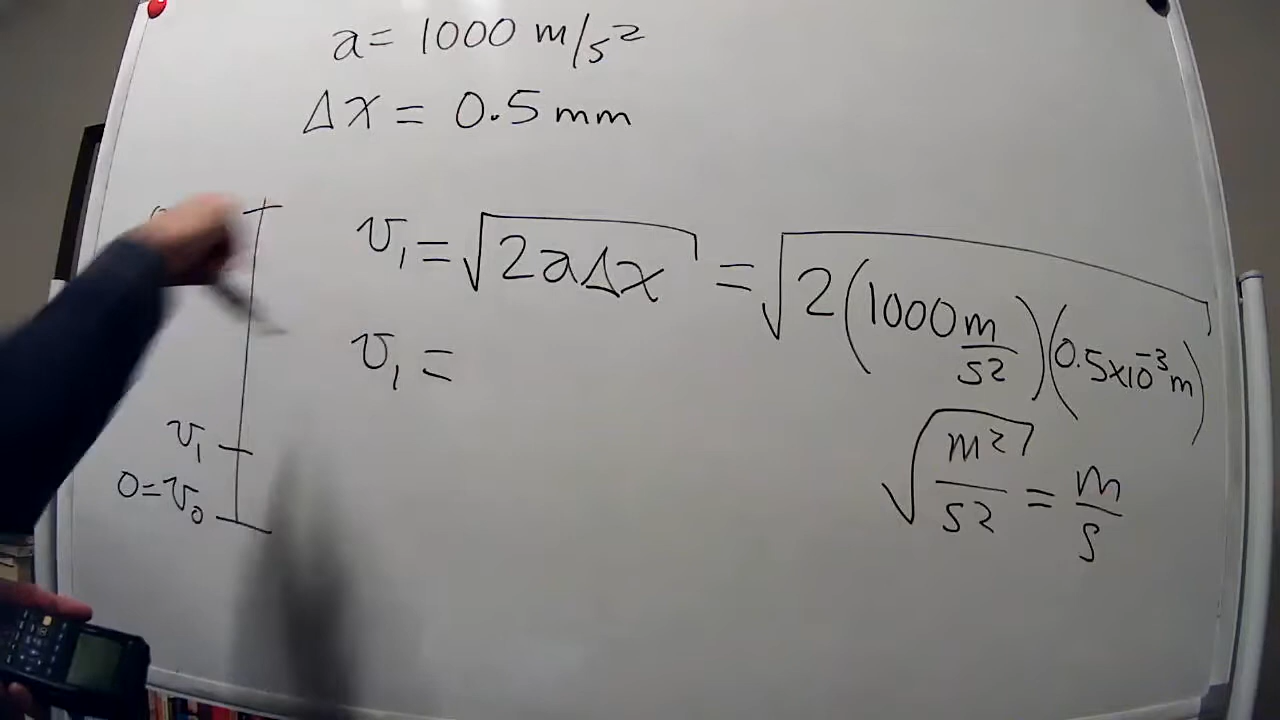 a = 1000 m/s²
Δx = 0.5 mm
v₁ = √(2aΔx) = √(2(1000 m/s²)(0.5×10⁻³ m))
v₁ =
√(m²/s²) = m/s
v₁
0 = v₀